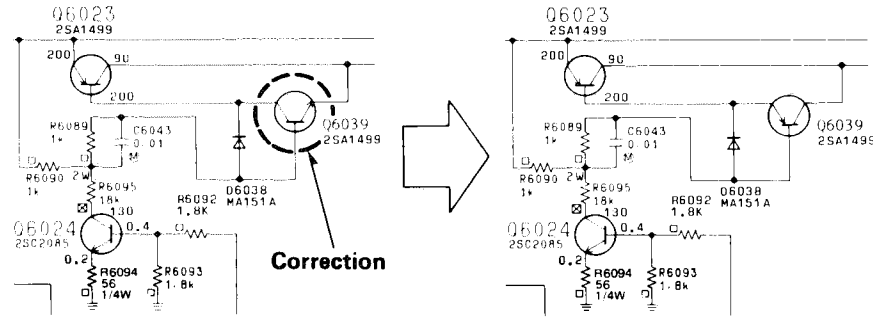 Q6023
2SA1499
200
90
200
R6089
1k
C6043
0.01
M
Q6039
2SA1499
R6090
1k
2W
R6095
18k
130
D6038
MA151A
R6092
1.8K
Q6024
2SC2085
0.4
0.2
R6094
56
1/4W
R6093
1.8k
Correction
Q6023
2SA1499
200
90
200
R6089
1k
C6043
0.01
M
Q6039
2SA1499
R6090
1k
2W
R6095
18k
130
D6038
MA151A
R6092
1.8K
Q6024
2SC2085
0.4
0.2
R6094
56
1/4W
R6093
1.8k